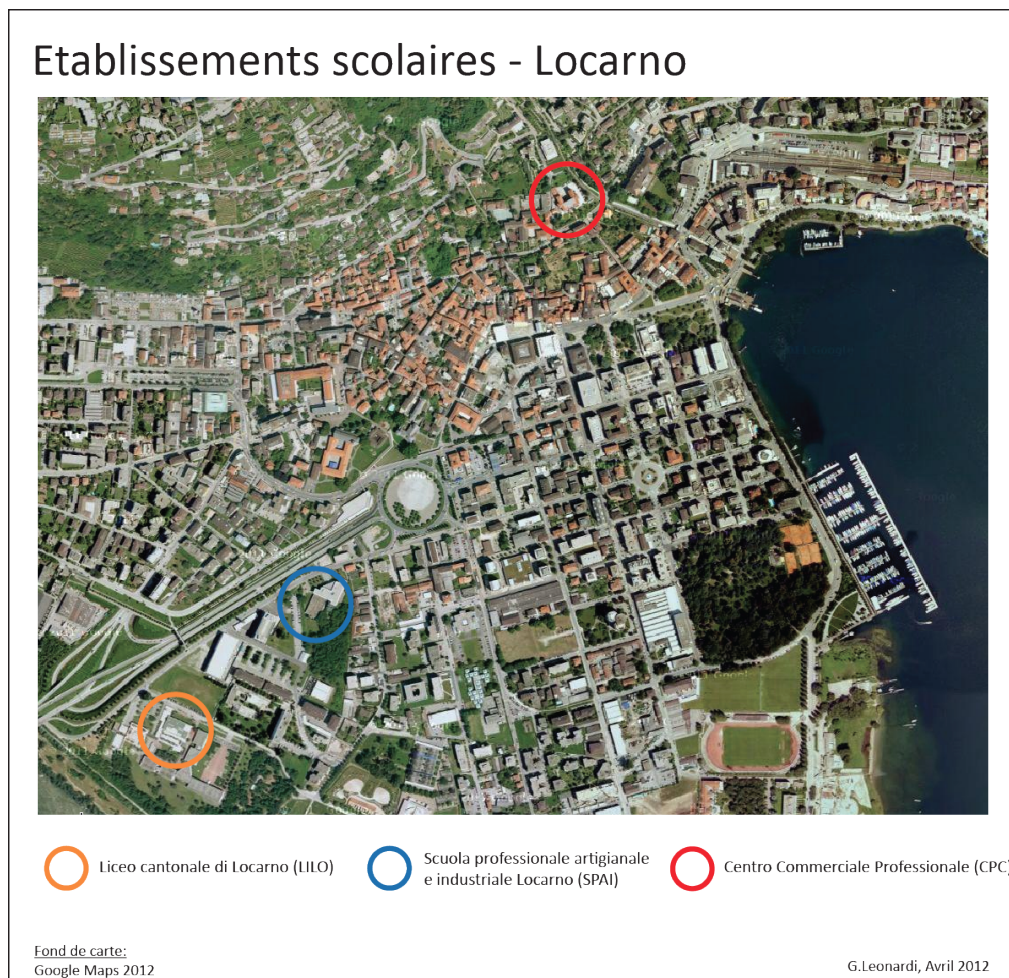 Etablissements scolaires - Locarno
Liceo cantonale di Locarno (LILO)
Scuola professionale artigianale
e industriale Locarno (SPAI)
Centro Commerciale Professionale (CPC)
Fond de carte:
Google Maps 2012
G.Leonardi, Avril 2012